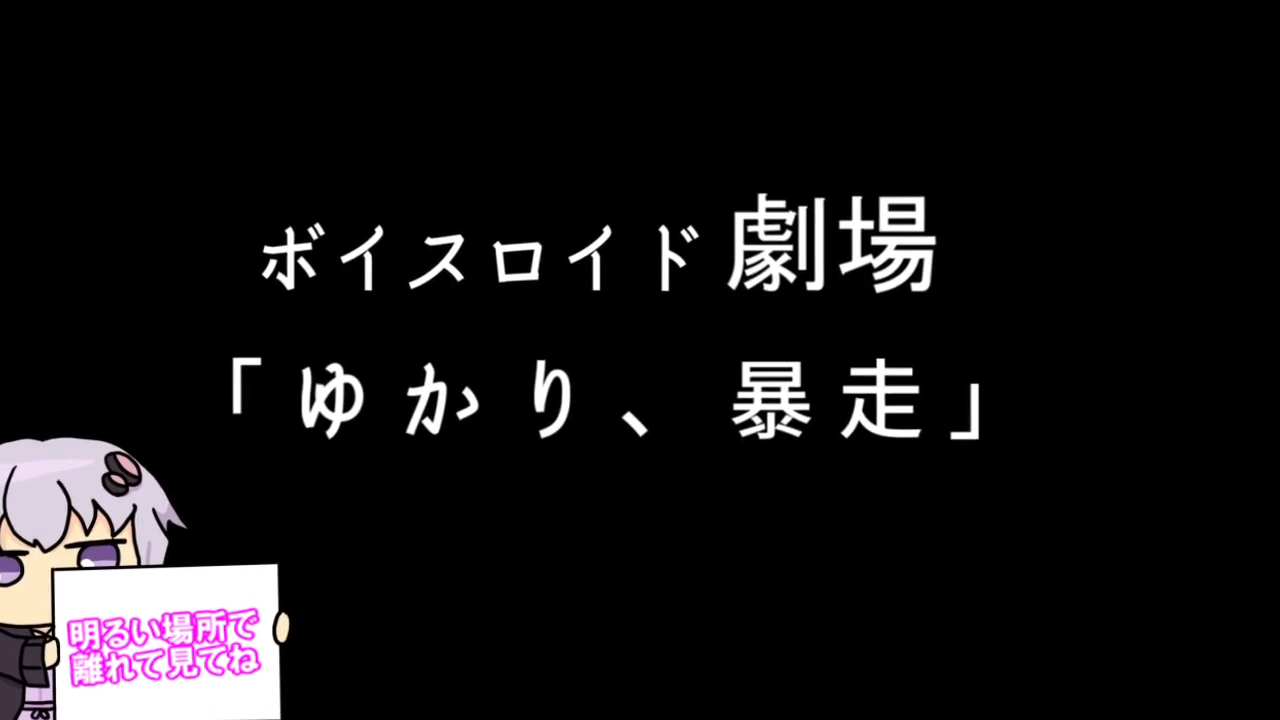 ボイスロイド劇場
「ゆかり、暴走」
明るい場所で
離れて見てね